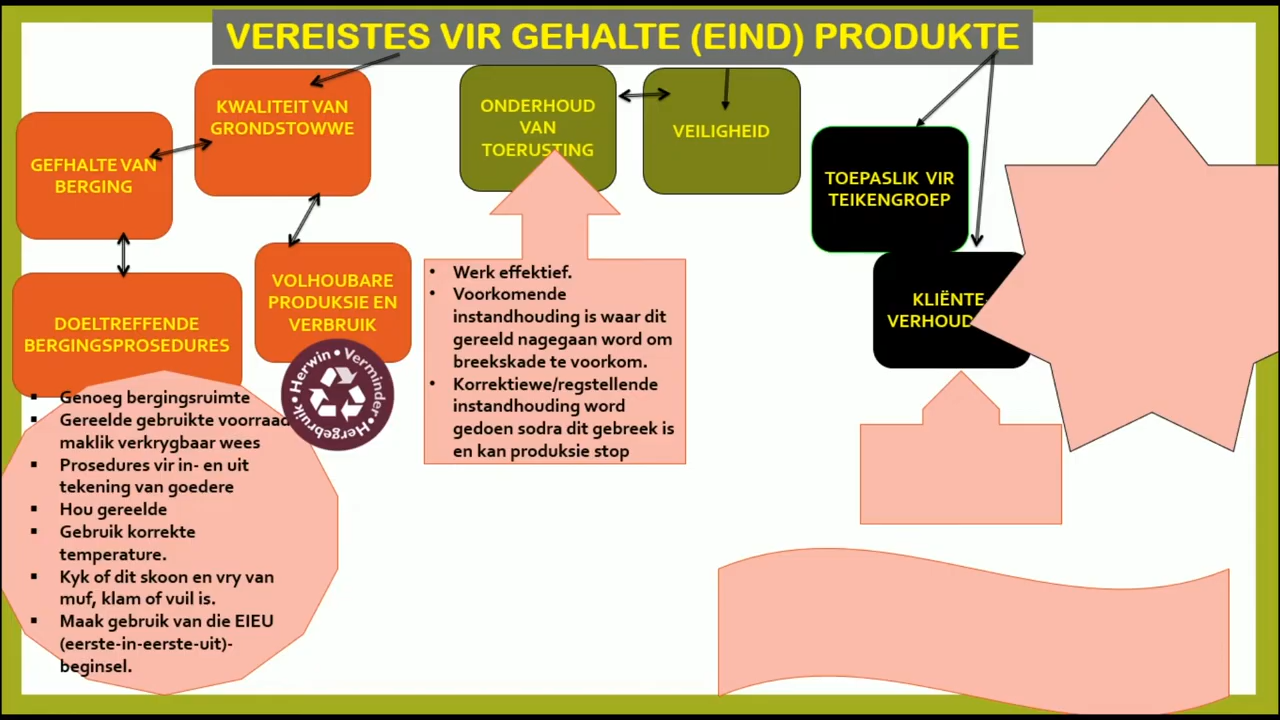 VEREISTES VIR GEHALTE (EIND) PRODUKTE
KWALITEIT VAN
GRONDSTOWWE
GEFHALTE VAN
BERGING
DOELTREFFENDE
BERGINGSPROSEDURES
VOLHOUBARE
PRODUKSIE EN
VERBRUIK
Herwin • Verminder • Hergebruik •
▪ Genoeg bergingsruimte
▪ Gereelde gebruikte voorraad
maklik verkrygbaar wees
▪ Prosedures vir in- en uit
tekening van goedere
▪ Hou gereelde
▪ Gebruik korrekte
temperature.
▪ Kyk of dit skoon en vry van
muf, klam of vuil is.
▪ Maak gebruik van die EIEU
(eerste-in-eerste-uit)-
beginsel.
ONDERHOUD
VAN
TOERUSTING
VEILIGHEID
• Werk effektief.
• Voorkomende
instandhouding is waar dit
gereeld nagegaan word om
breekskade te voorkom.
• Korrektiewe/regstellende
instandhouding word
gedoen sodra dit gebreek is
en kan produksie stop
TOEPASLIK VIR
TEIKENGROEP
KLIËNTE
VERHOUD